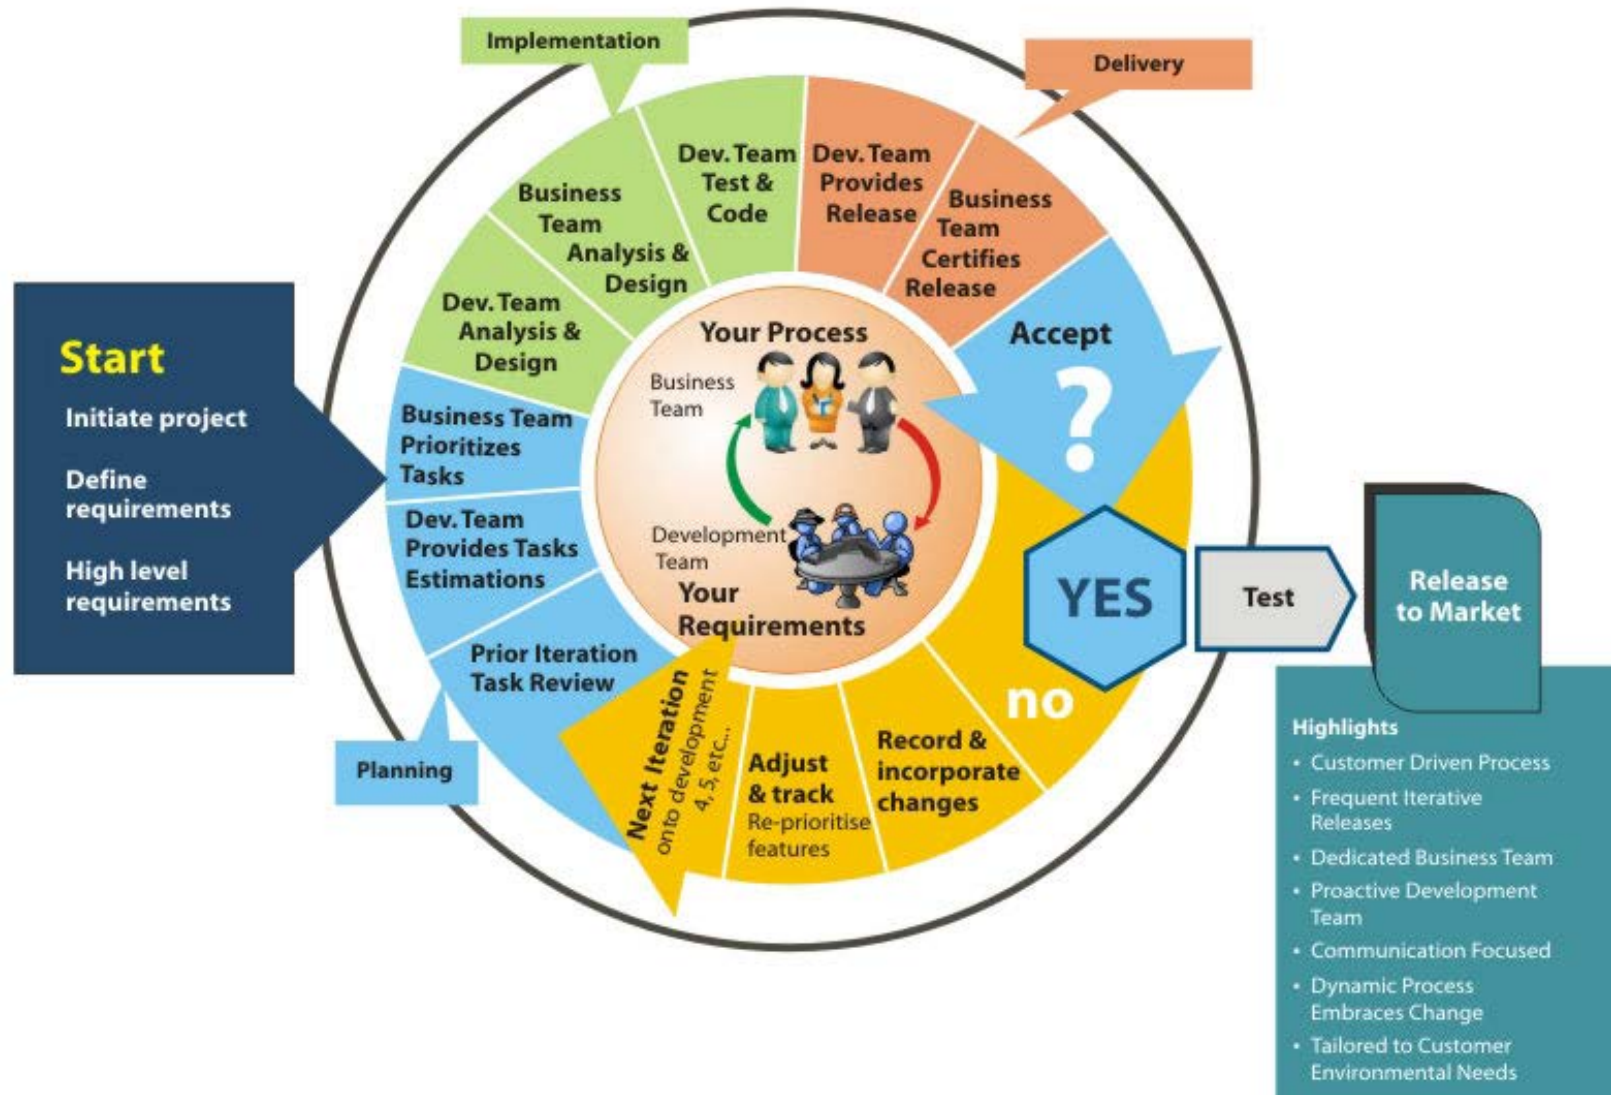 Implementation
Delivery
Dev. Team
Test &
Code
Dev. Team
Provides
Release
Business
Team
Analysis &
Design
Business
Team
Certifies
Release
Dev. Team
Analysis &
Design
Your Process
Business
Team
Accept
?
Start
Initiate project
Define
requirements
High level
requirements
Business Team
Prioritizes
Tasks
Dev. Team
Provides Tasks
Estimations
Prior Iteration
Task Review
Planning
Development
Team
Your
Requirements
YES
Test
Release
to Market
no
Record &
incorporate
changes
Adjust
& track
Re-prioritise
features
Next Iteration
onto development
4, 5, etc...
Highlights
• Customer Driven Process
• Frequent Iterative
Releases
• Dedicated Business Team
• Proactive Development
Team
• Communication Focused
• Dynamic Process
Embraces Change
• Tailored to Customer
Environmental Needs